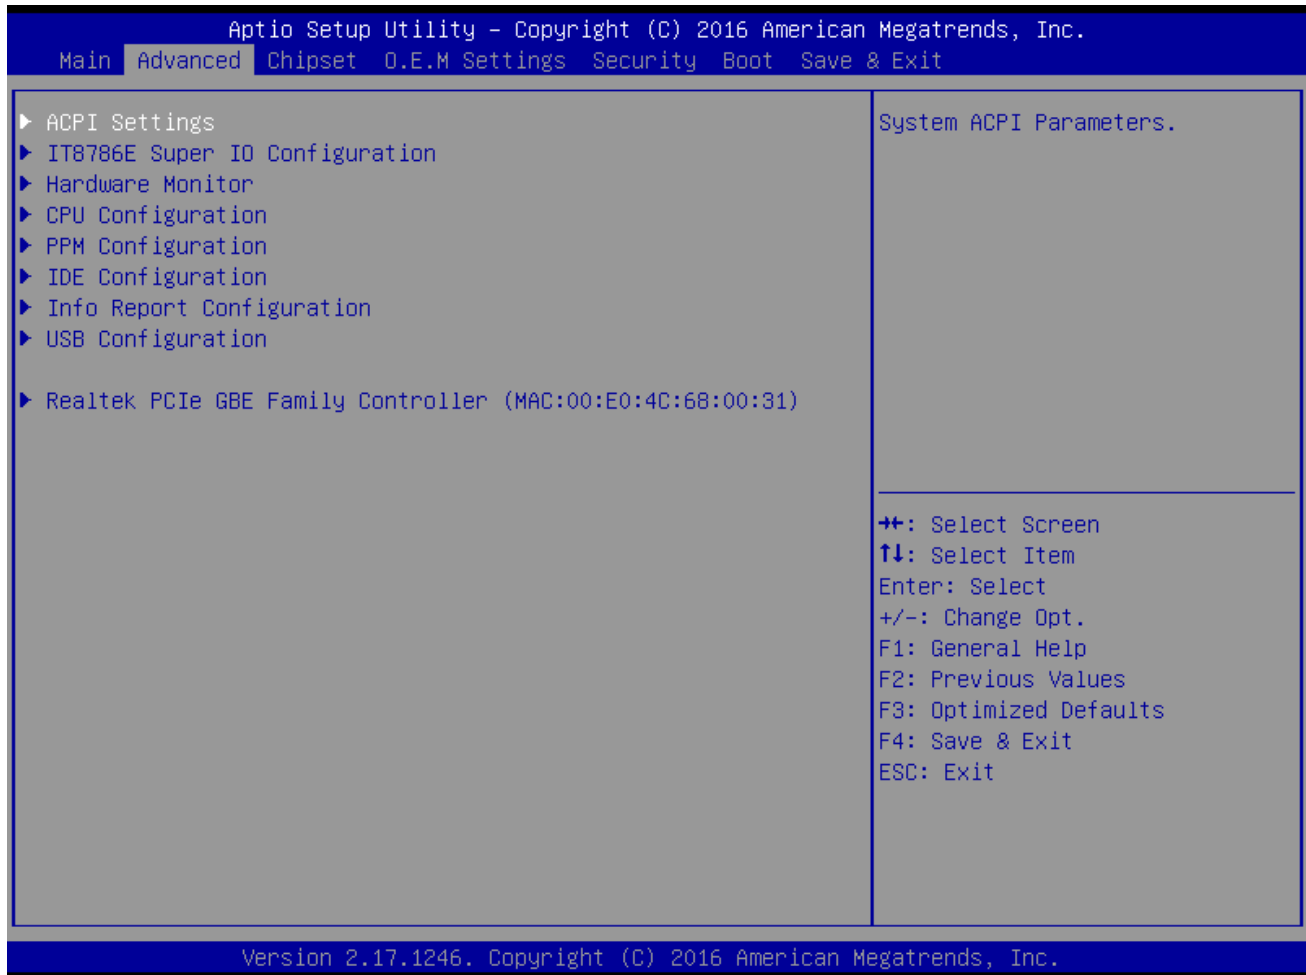 Aptio Setup Utility – Copyright (C) 2016 American Megatrends, Inc.
Main Advanced Chipset O.E.M Settings Security Boot Save & Exit
ACPI Settings
IT8786E Super IO Configuration
Hardware Monitor
CPU Configuration
PPM Configuration
IDE Configuration
Info Report Configuration
USB Configuration
Realtek PCIe GBE Family Controller (MAC:00:E0:4C:68:00:31)
System ACPI Parameters.
→←: Select Screen
↑↓: Select Item
Enter: Select
+/-: Change Opt.
F1: General Help
F2: Previous Values
F3: Optimized Defaults
F4: Save & Exit
ESC: Exit
Version 2.17.1246. Copyright (C) 2016 American Megatrends, Inc.